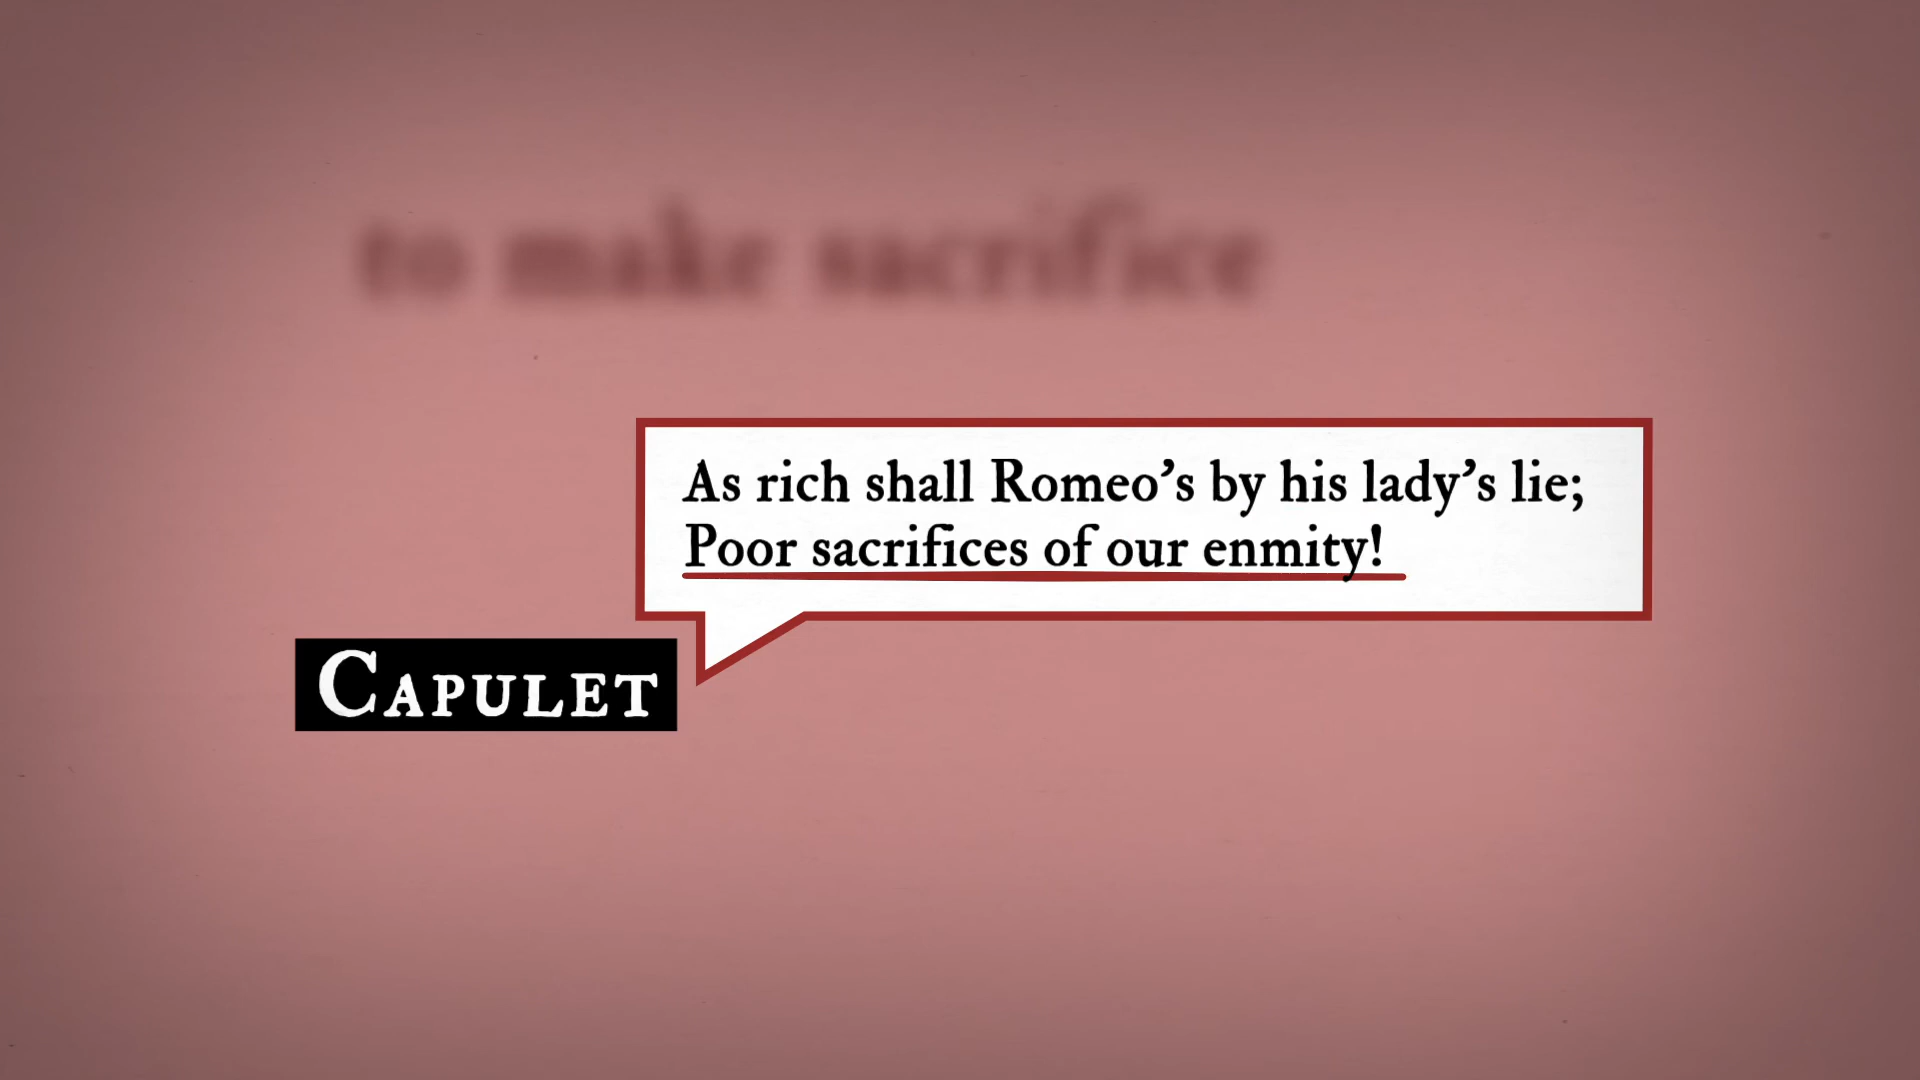 to make sacrifice
As rich shall Romeo’s by his lady’s lie;
Poor sacrifices of our enmity!
CAPULET